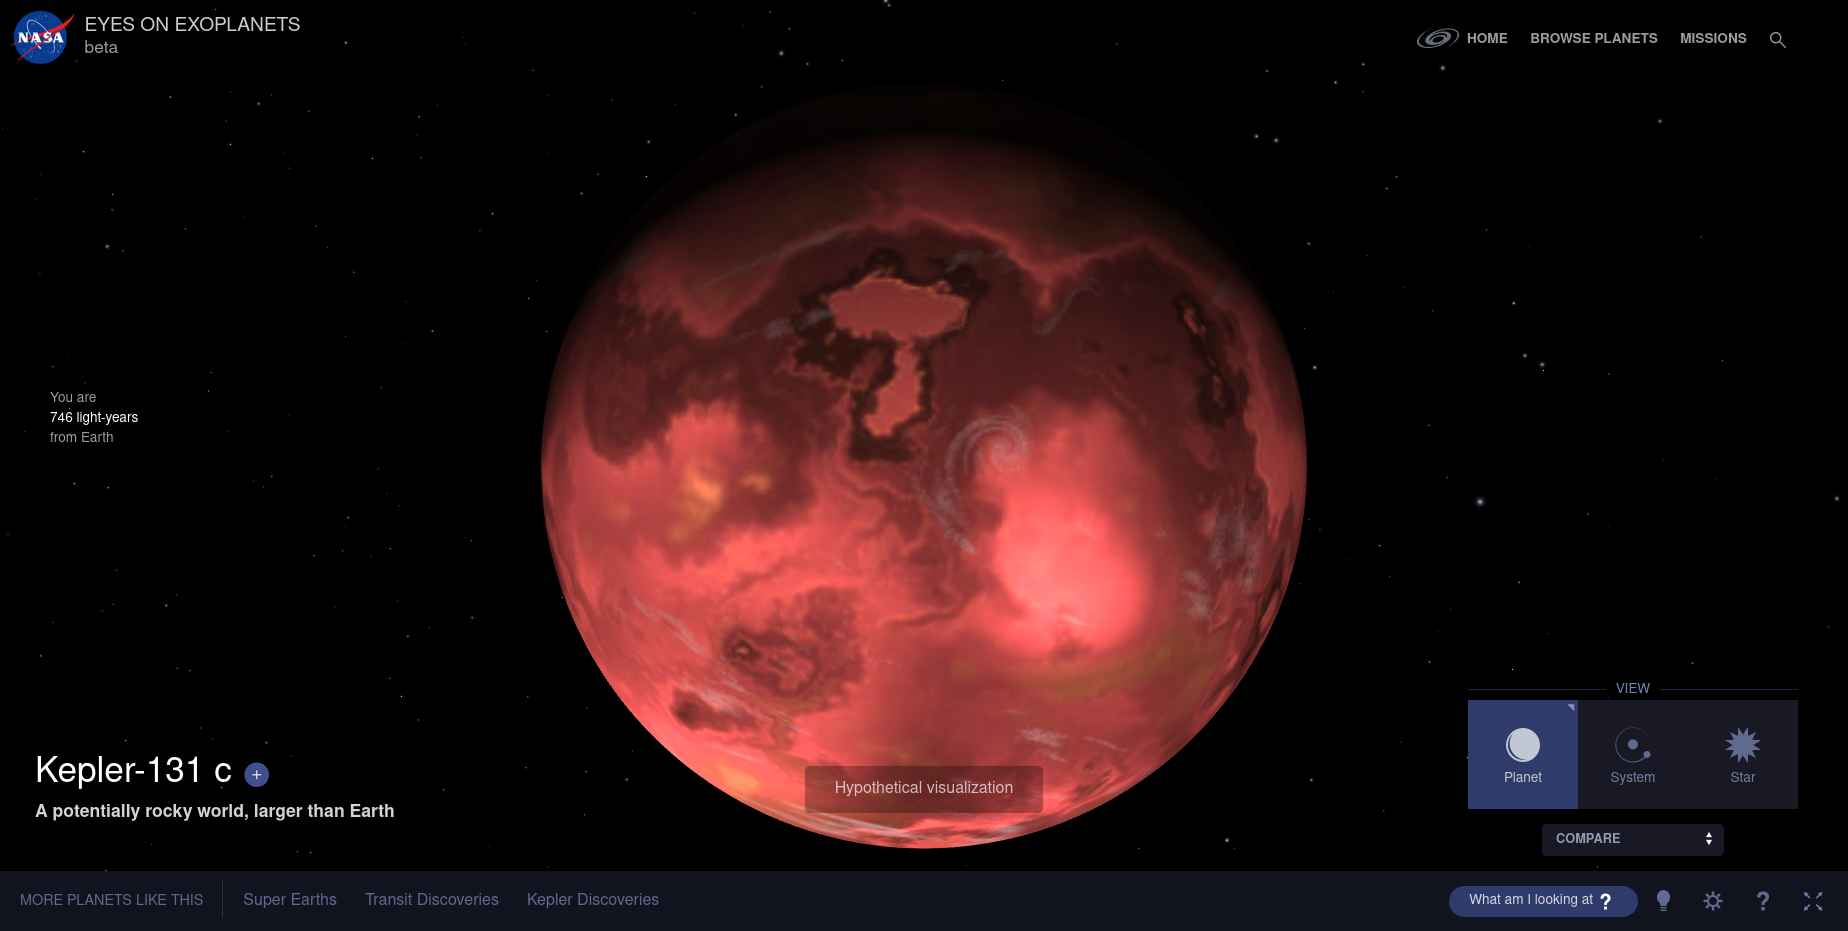 NASA
EYES ON EXOPLANETS
beta
HOME
BROWSE PLANETS
MISSIONS
You are
746 light-years
from Earth
Kepler-131 c +
A potentially rocky world, larger than Earth
Hypothetical visualization
VIEW
Planet
System
Star
COMPARE
MORE PLANETS LIKE THIS
Super Earths
Transit Discoveries
Kepler Discoveries
What am I looking at ?
?